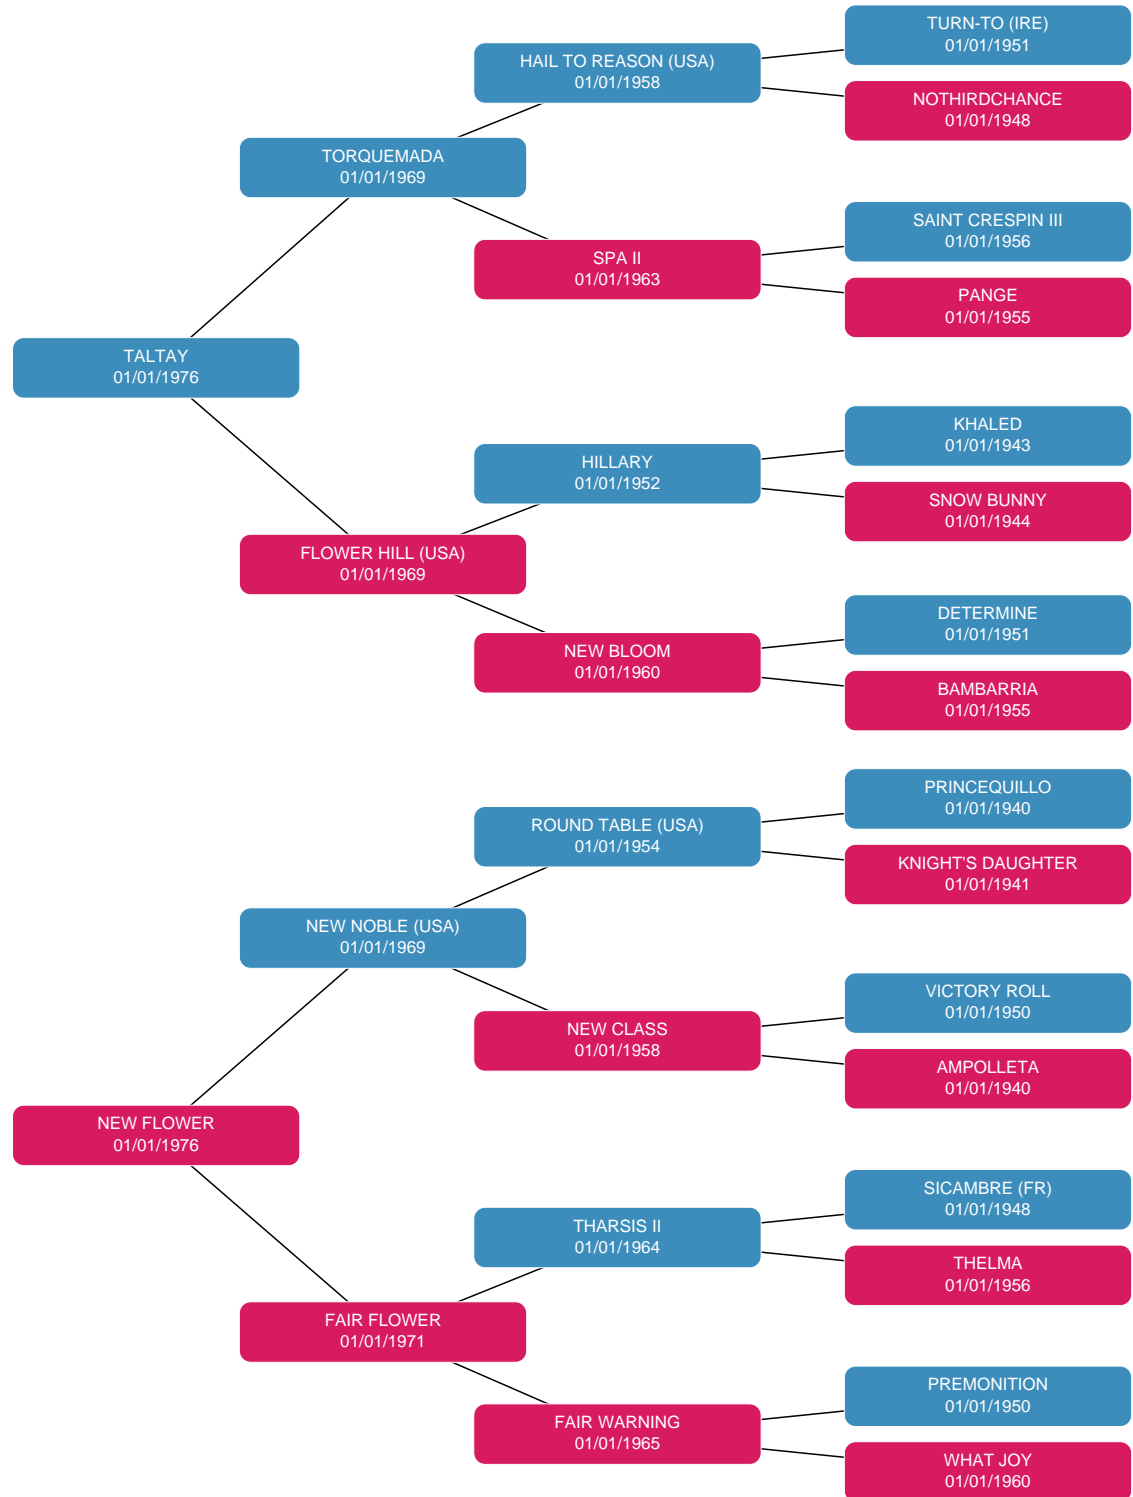 TURN-TO (IRE)
01/01/1951
HAIL TO REASON (USA)
01/01/1958
NOTHIRDCHANCE
01/01/1948
TORQUEMADA
01/01/1969
SAINT CRESPIN III
01/01/1956
SPA II
01/01/1963
PANGE
01/01/1955
TALTAY
01/01/1976
KHALED
01/01/1943
HILLARY
01/01/1952
SNOW BUNNY
01/01/1944
FLOWER HILL (USA)
01/01/1969
DETERMINE
01/01/1951
NEW BLOOM
01/01/1960
BAMBARRIA
01/01/1955
PRINCEQUILLO
01/01/1940
ROUND TABLE (USA)
01/01/1954
KNIGHT'S DAUGHTER
01/01/1941
NEW NOBLE (USA)
01/01/1969
VICTORY ROLL
01/01/1950
NEW CLASS
01/01/1958
AMPOLLETA
01/01/1940
NEW FLOWER
01/01/1976
SICAMBRE (FR)
01/01/1948
THARSIS II
01/01/1964
THELMA
01/01/1956
FAIR FLOWER
01/01/1971
PREMONITION
01/01/1950
FAIR WARNING
01/01/1965
WHAT JOY
01/01/1960